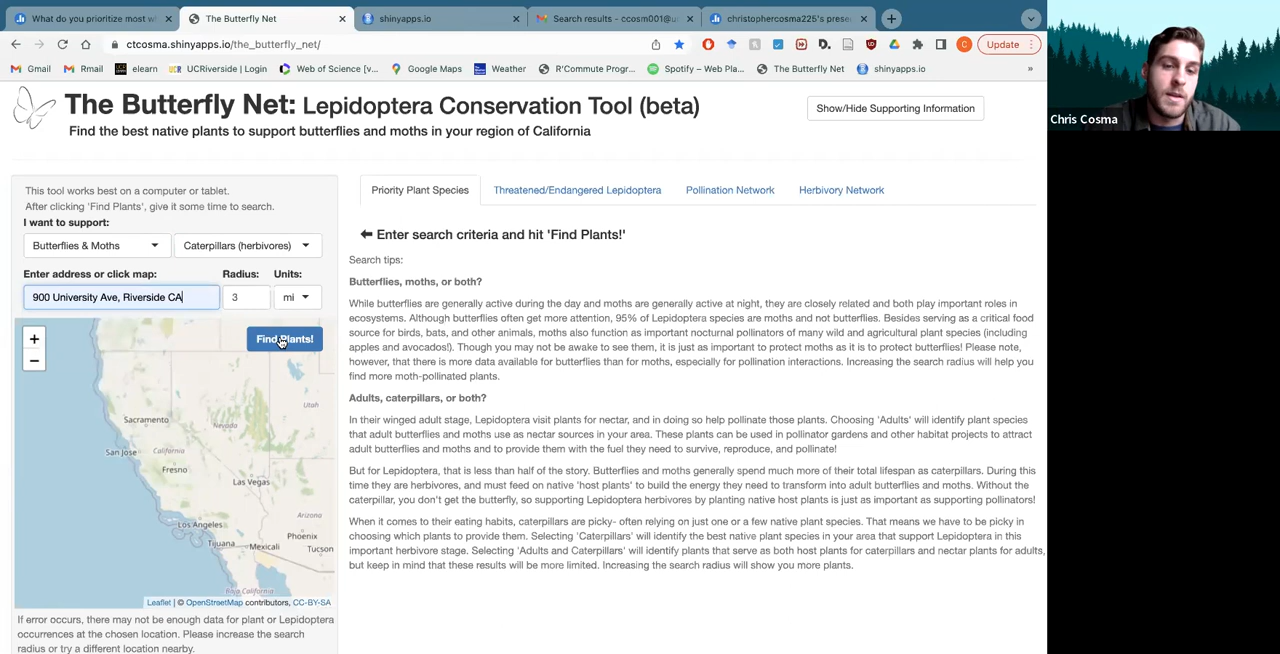 What do you prioritize most w
The Butterfly Net
shinyapps.io
Search results - ccosm001@u
christophercosma225's prese
ctcosma.shinyapps.io/the_butterfly_net/
Update
Gmail
Rmail
elearn
UCRiverside | Login
Web of Science [v...
Google Maps
Weather
R'Commute Progr...
Spotify – Web Pla...
The Butterfly Net
shinyapps.io
»
The Butterfly Net: Lepidoptera Conservation Tool (beta)
Find the best native plants to support butterflies and moths in your region of California
Show/Hide Supporting Information
This tool works best on a computer or tablet.
After clicking 'Find Plants', give it some time to search.
I want to support:
Butterflies & Moths
Caterpillars (herbivores)
Enter address or click map:
Radius:
Units:
900 University Ave, Riverside CA
3
mi
Find Plants!
+
−
Sacramento
Nevada
Utah
San Jose
California
Fresno
Las Vegas
Arizona
Los Angeles
Phoenix
Tijuana
Mexicali
Tucson
Baja California
Leaflet | © OpenStreetMap contributors, CC-BY-SA
If error occurs, there may not be enough data for plant or Lepidoptera
occurrences at the chosen location. Please increase the search
radius or try a different location nearby.
Priority Plant Species
Threatened/Endangered Lepidoptera
Pollination Network
Herbivory Network
Enter search criteria and hit 'Find Plants!'
Search tips:
Butterflies, moths, or both?
While butterflies are generally active during the day and moths are generally active at night, they are closely related and both play important roles in
ecosystems. Although butterflies often get more attention, 95% of Lepidoptera species are moths and not butterflies. Besides serving as a critical food
source for birds, bats, and other animals, moths also function as important nocturnal pollinators of many wild and agricultural plant species (including
apples and avocados!). Though you may not be awake to see them, it is just as important to protect moths as it is to protect butterflies! Please note,
however, that there is more data available for butterflies than for moths, especially for pollination interactions. Increasing the search radius will help you
find more moth-pollinated plants.
Adults, caterpillars, or both?
In their winged adult stage, Lepidoptera visit plants for nectar, and in doing so help pollinate those plants. Choosing 'Adults' will identify plant species
that adult butterflies and moths use as nectar sources in your area. These plants can be used in pollinator gardens and other habitat projects to attract
adult butterflies and moths and to provide them with the fuel they need to survive, reproduce, and pollinate!
But for Lepidoptera, that is less than half of the story. Butterflies and moths generally spend much more of their total lifespan as caterpillars. During this
time they are herbivores, and must feed on native 'host plants' to build the energy they need to transform into adult butterflies and moths. Without the
caterpillar, you don't get the butterfly, so supporting Lepidoptera herbivores by planting native host plants is just as important as supporting pollinators!
When it comes to their eating habits, caterpillars are picky- often relying on just one or a few native plant species. That means we have to be picky in
choosing which plants to provide them. Selecting 'Caterpillars' will identify the best native plant species in your area that support Lepidoptera in this
important herbivore stage. Selecting 'Adults and Caterpillars' will identify plants that serve as both host plants for caterpillars and nectar plants for adults,
but keep in mind that these results will be more limited. Increasing the search radius will show you more plants.
Chris Cosma